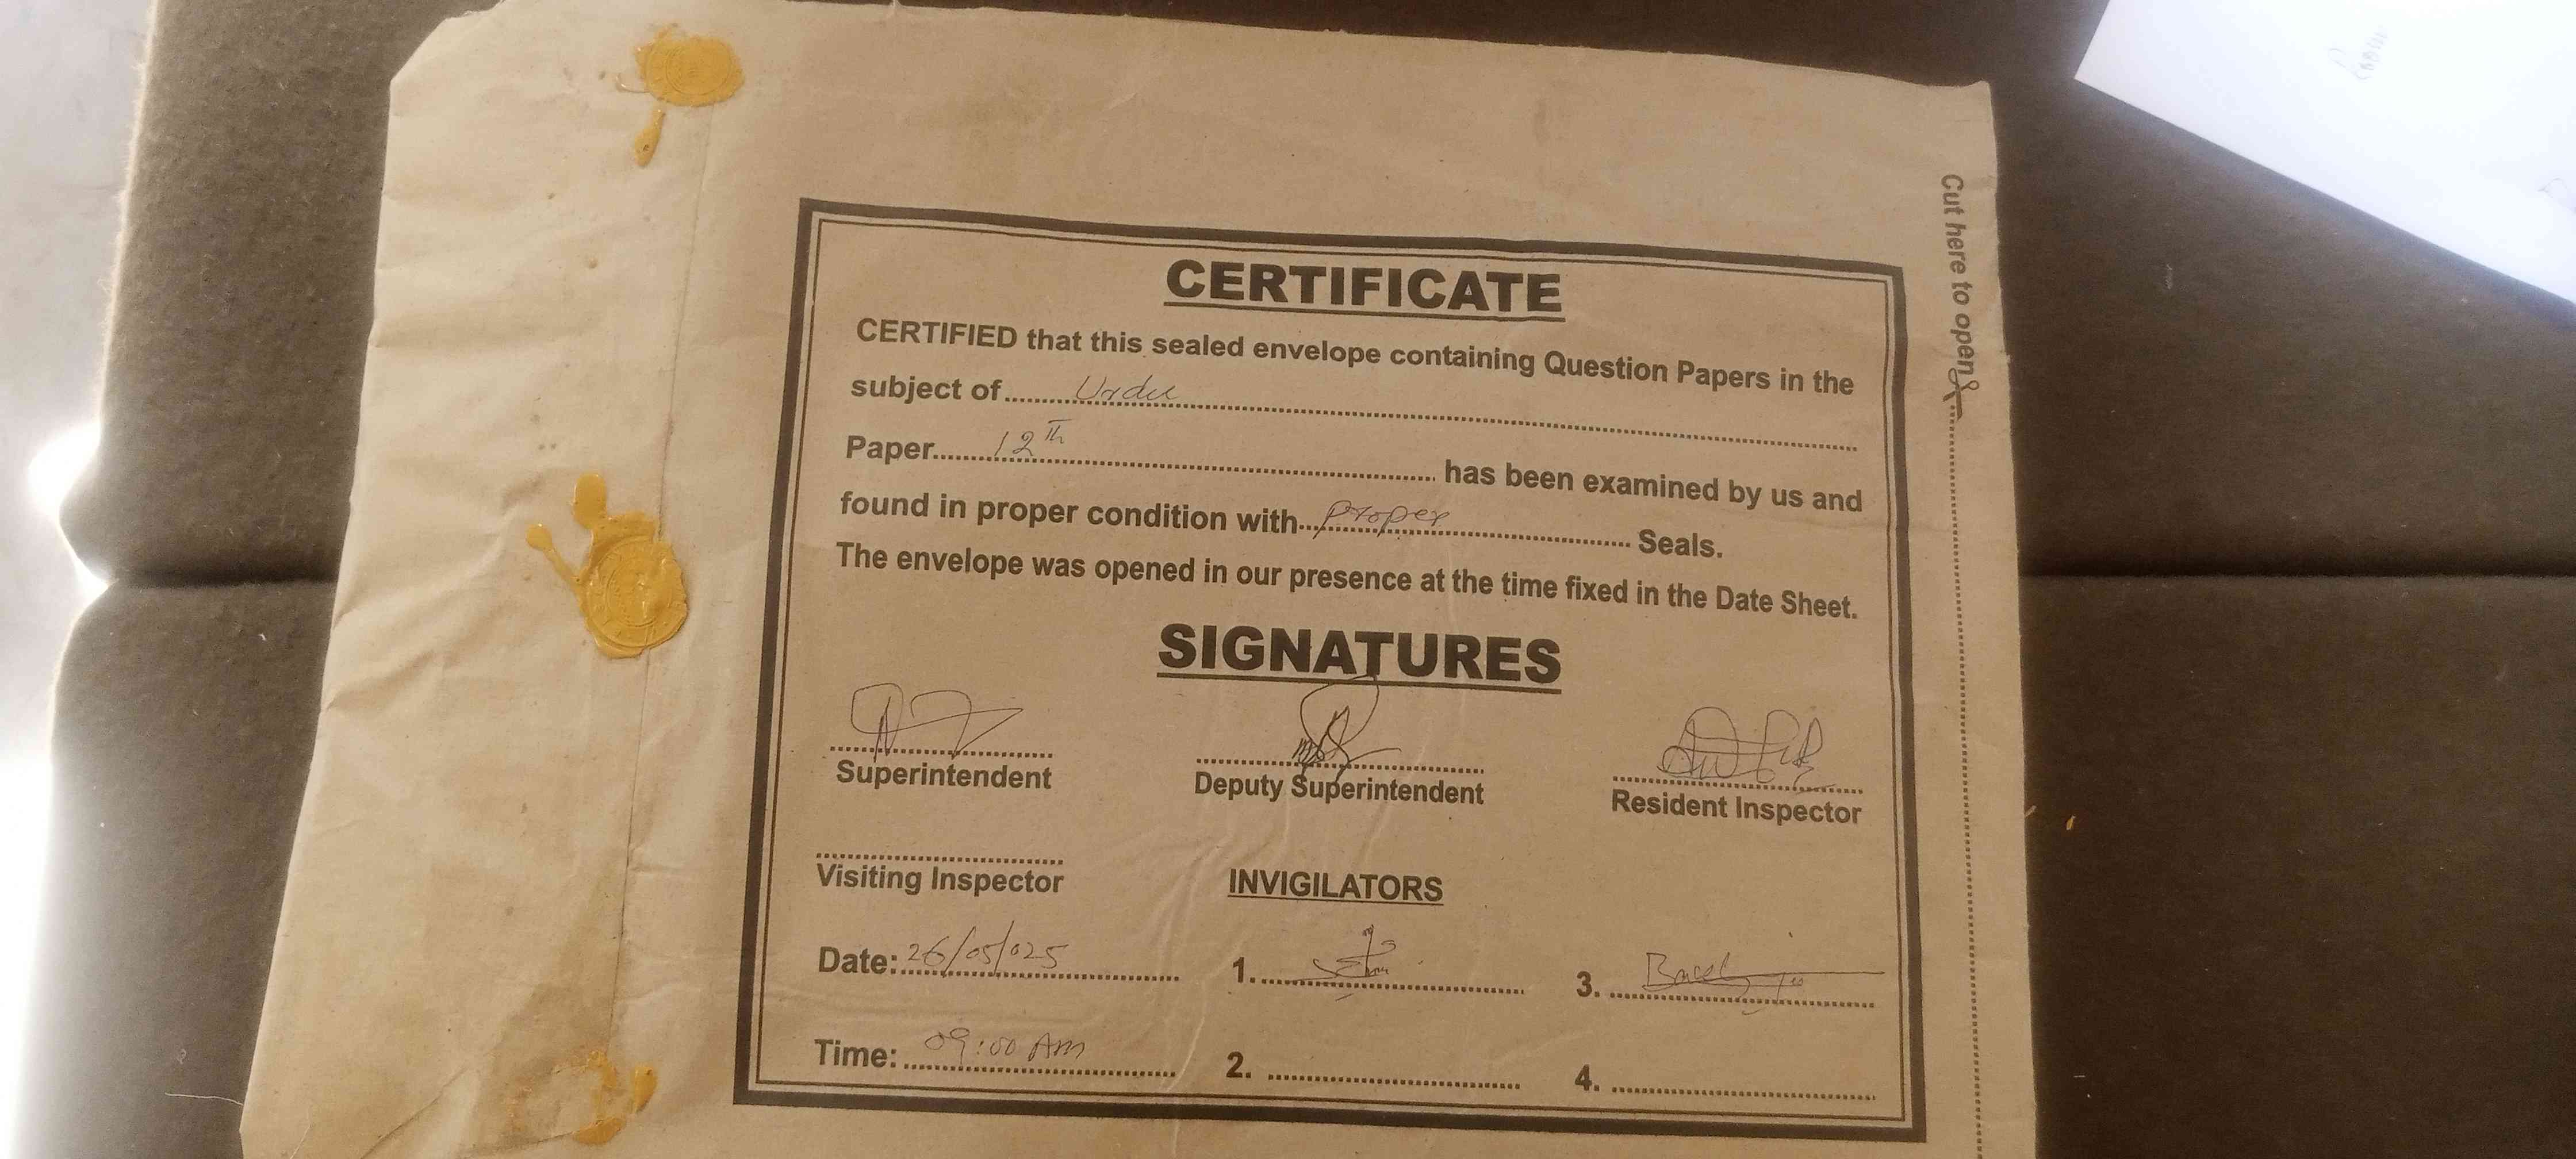 CERTIFICATE
CERTIFIED that this sealed envelope containing Question Papers in the
subject of Urdu
Paper 12th has been examined by us and
found in proper condition with proper Seals.
The envelope was opened in our presence at the time fixed in the Date Sheet.
SIGNATURES
Superintendent Deputy Superintendent Resident Inspector
Visiting Inspector INVIGILATORS
Date: 26/05/025 1. 3.
Time: 09:00 Am 2. 4.
Cut here to open